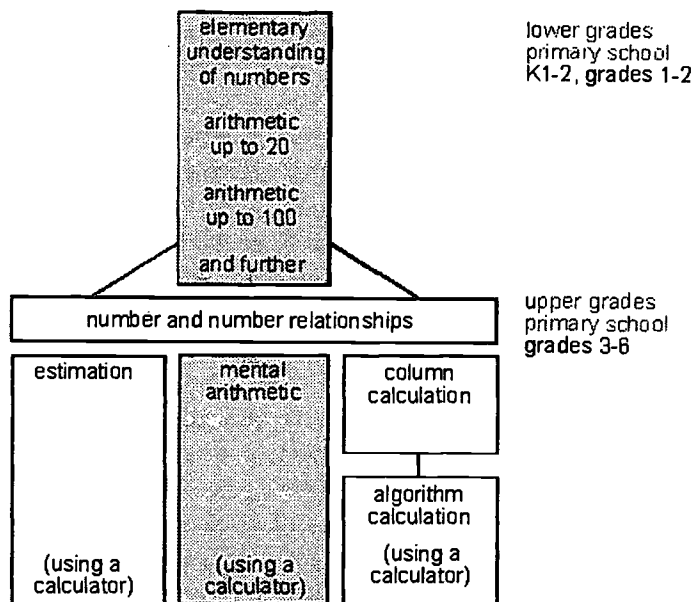 elementary
understanding
of numbers
arithmetic
up to 20
arithmetic
up to 100
and further
lower grades
primary school
K1-2, grades 1-2
number and number relationships
upper grades
primary school
grades 3-6
estimation
(using a
calculator)
mental
arithmetic
(using a
calculator)
column
calculation
algorithm
calculation
(using a
calculator)